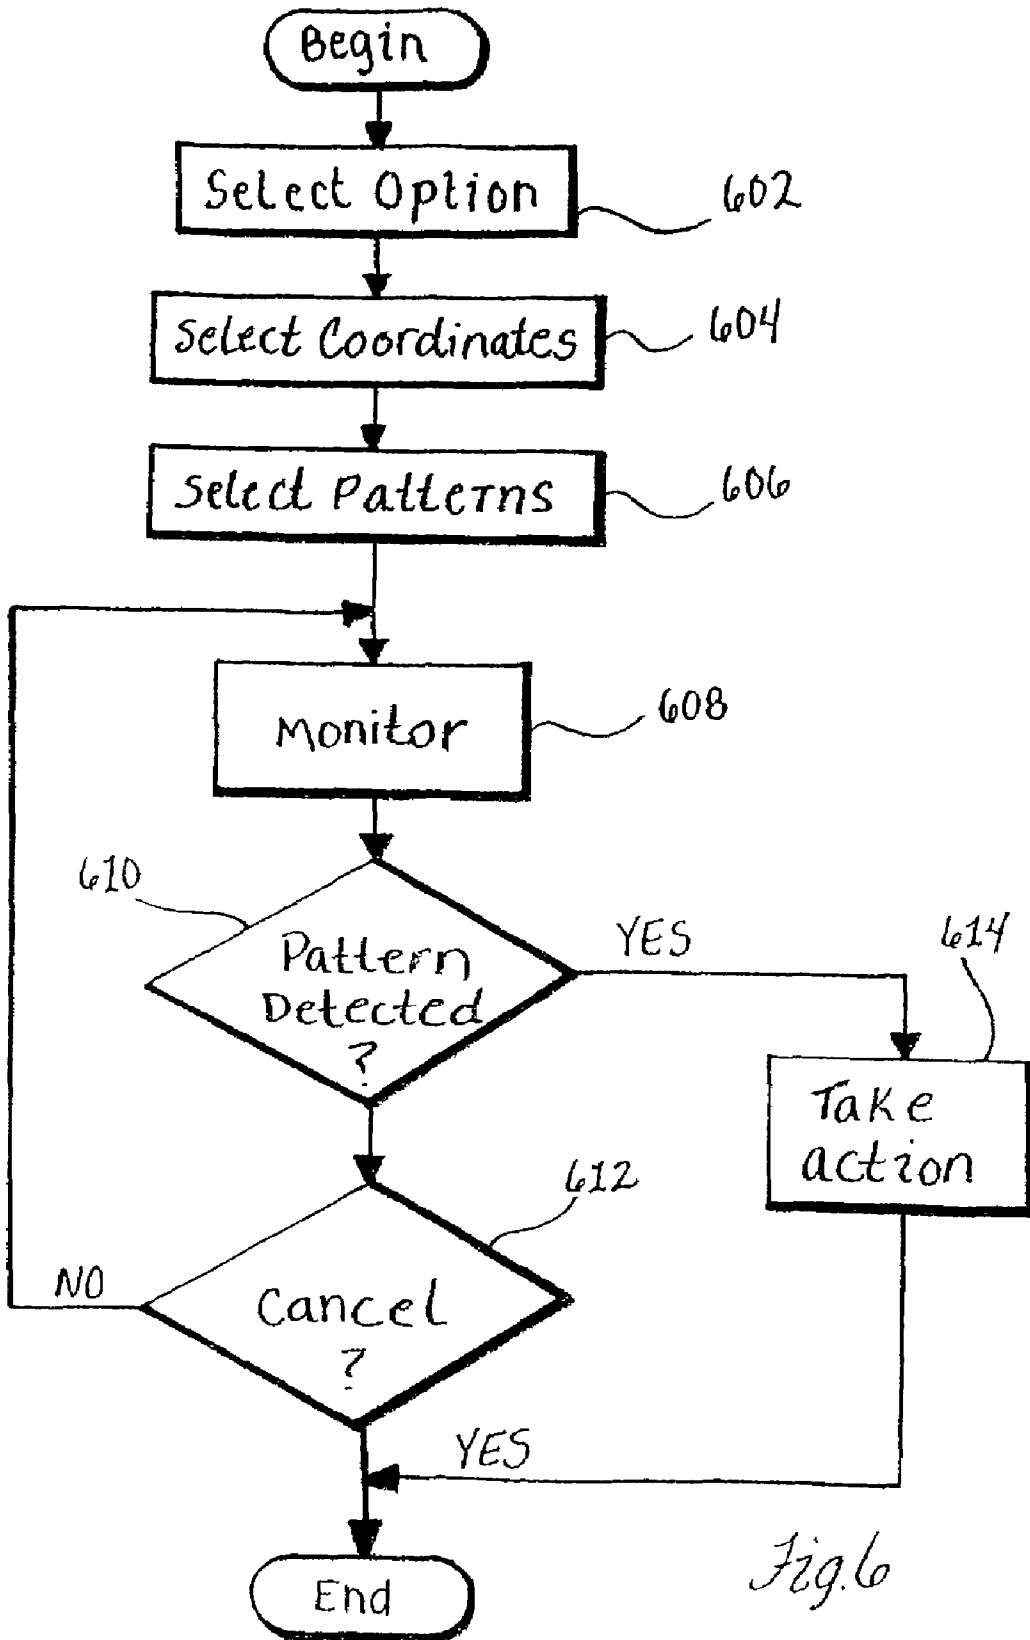 Begin
Select Option
602
Select Coordinates
604
Select Patterns
606
Monitor
608
610
Pattern
Detected
?
YES
614
Take
action
612
Cancel
?
NO
YES
End
Fig.6